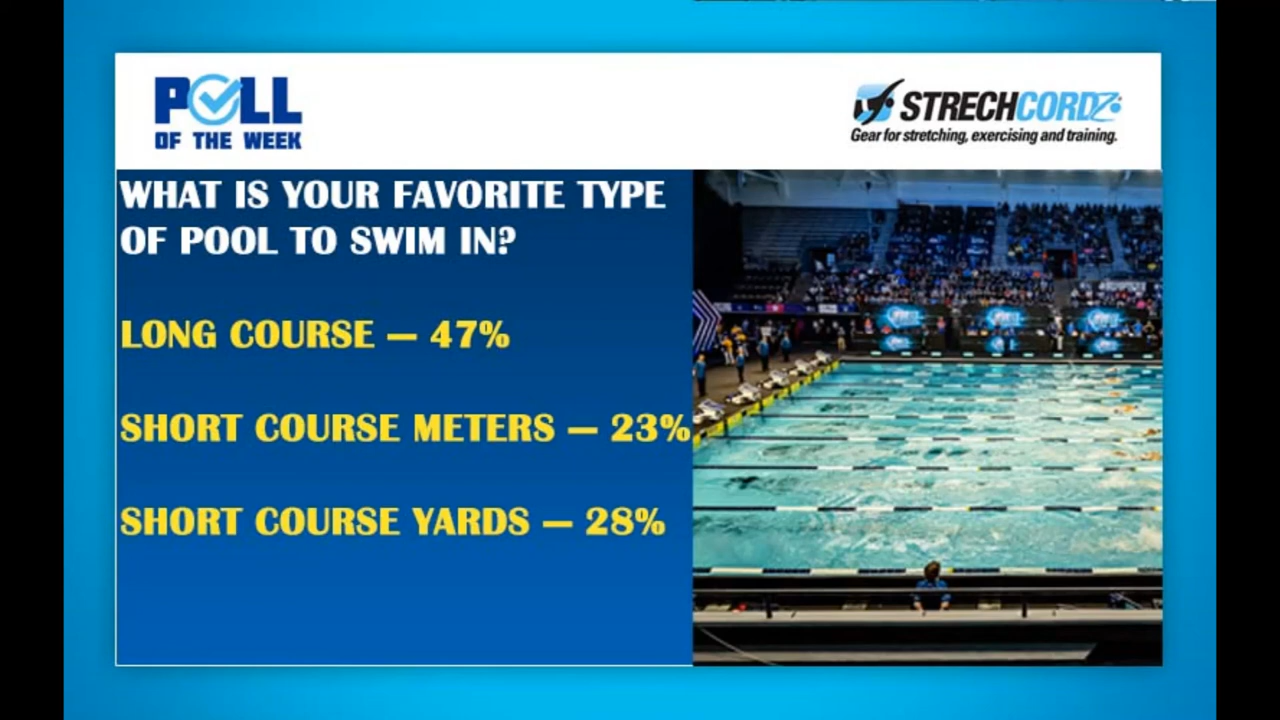 POLL
OF THE WEEK
STRECHCORDZ
Gear for stretching, exercising and training.
WHAT IS YOUR FAVORITE TYPE
OF POOL TO SWIM IN?
LONG COURSE — 47%
SHORT COURSE METERS — 23%
SHORT COURSE YARDS — 28%